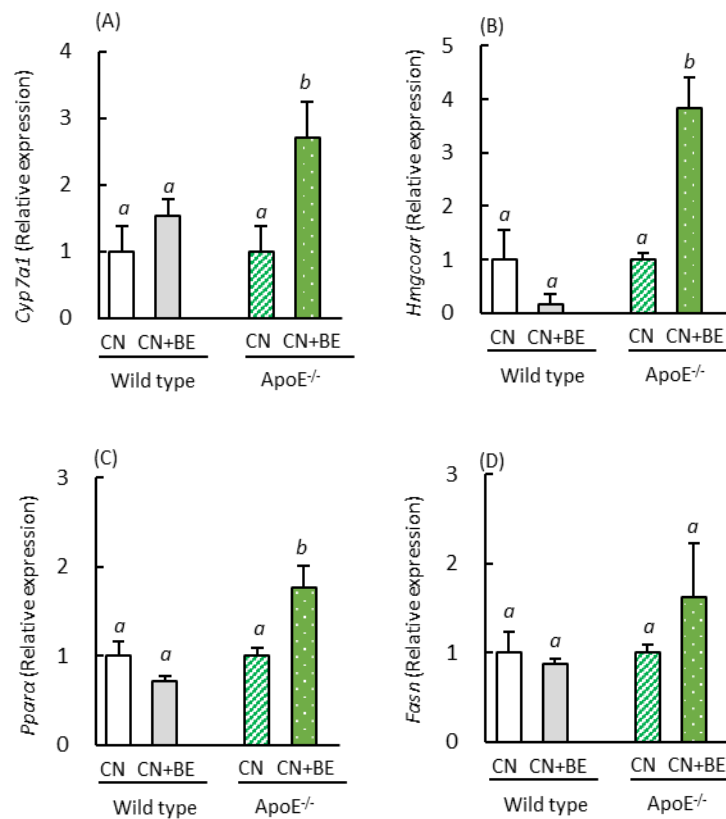 (A)
Cyp7a1 (Relative expression)
4
3
2
1
0
a
a
a
b
CN CN+BE CN CN+BE
Wild type ApoE-/-
(B)
Hmgcoar (Relative expression)
5
4
3
2
1
0
a
a
a
b
CN CN+BE CN CN+BE
Wild type ApoE-/-
(C)
Pparα (Relative expression)
3
2
1
0
a
a
a
b
CN CN+BE CN CN+BE
Wild type ApoE-/-
(D)
Fasn (Relative expression)
3
2
1
0
a
a
a
a
CN CN+BE CN CN+BE
Wild type ApoE-/-